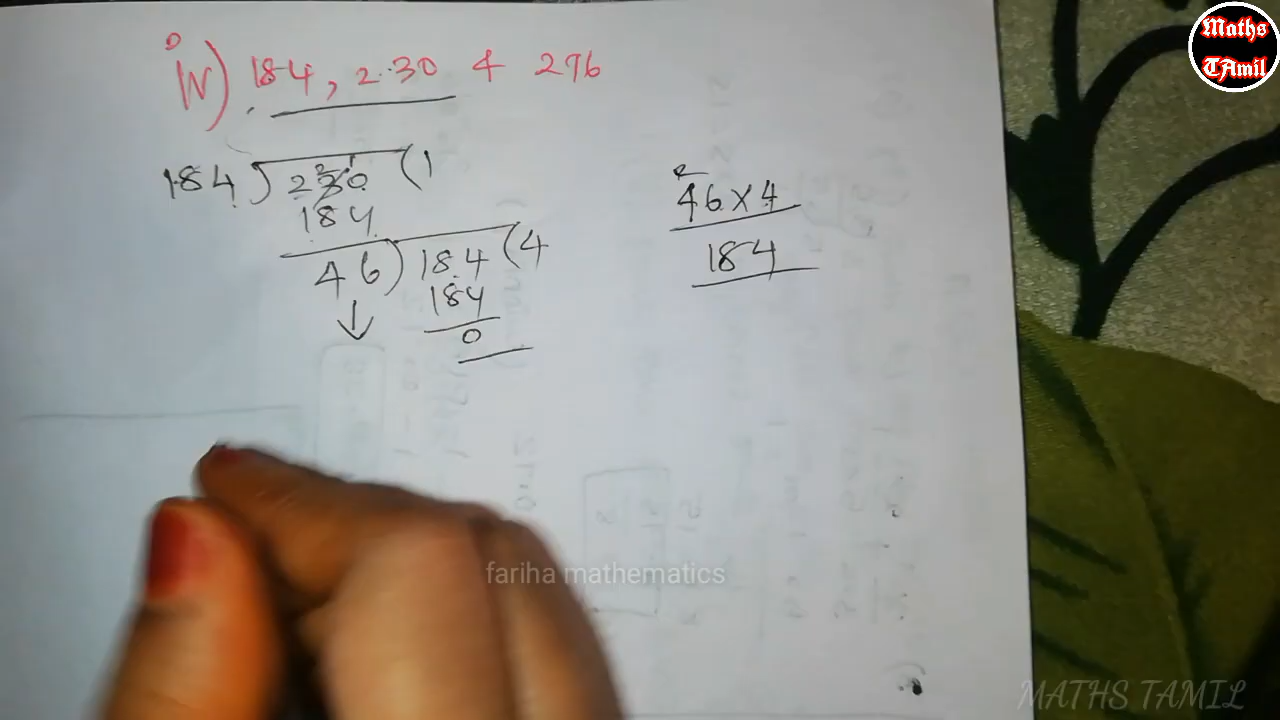 iv) 184, 230 & 276
184) 230 (1
184
46) 184 (4
184
0
2
46 x 4
184
Maths
TAmil
fariha mathematics
MATHS TAMIL